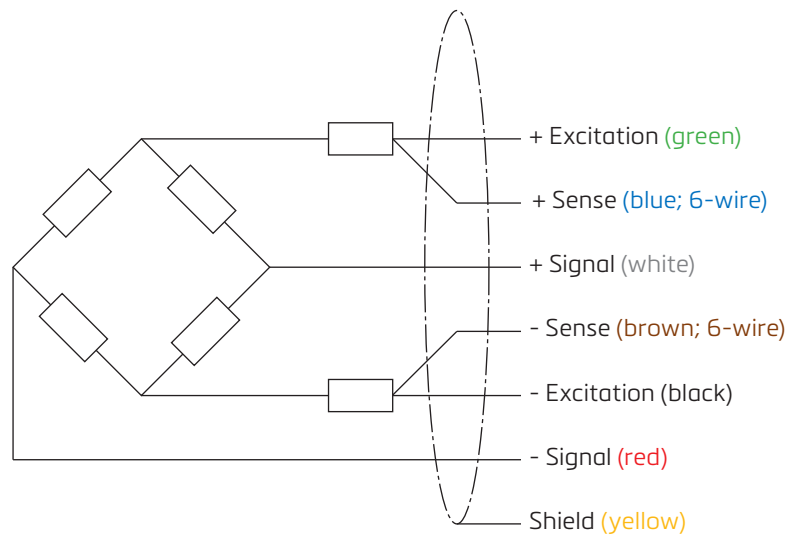 + Excitation (green)
+ Sense (blue; 6-wire)
+ Signal (white)
- Sense (brown; 6-wire)
- Excitation (black)
- Signal (red)
Shield (yellow)